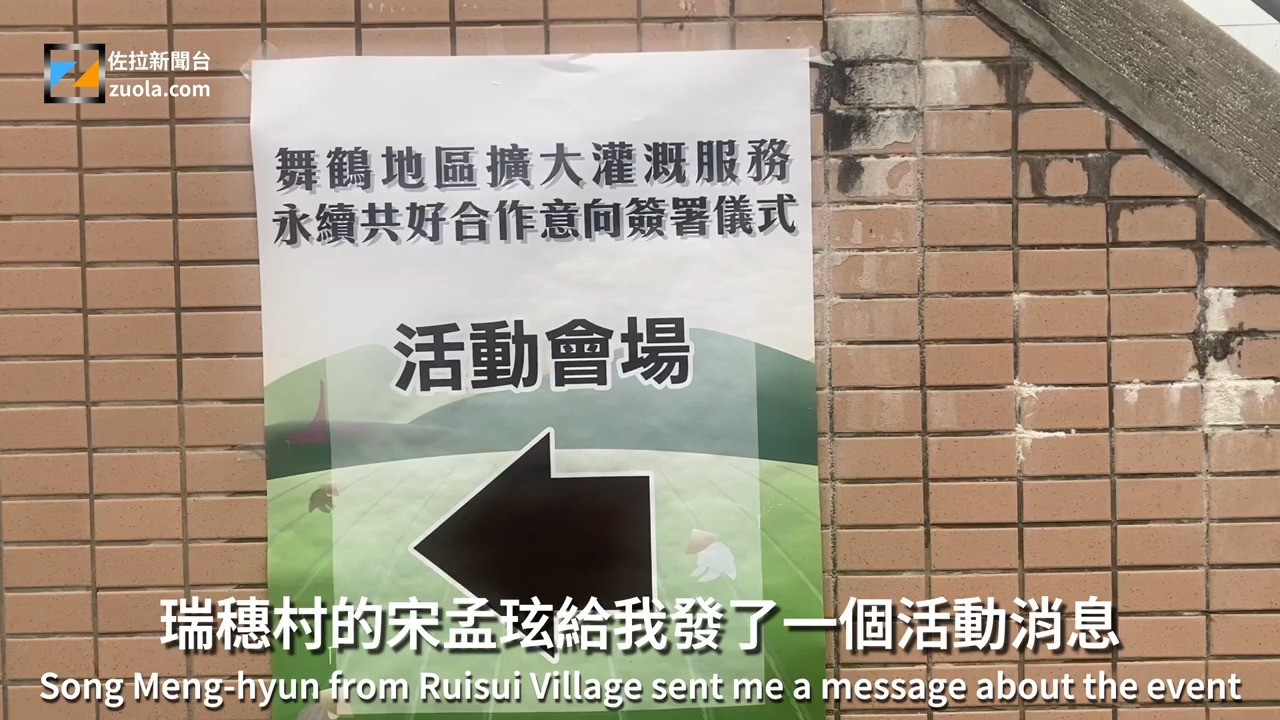 佐拉新聞台
zuola.com
舞鶴地區擴大灌溉服務
永續共好合作意向簽署儀式
活動會場
瑞穗村的宋孟玹給我發了一個活動消息
Song Meng-hyun from Ruisui Village sent me a message about the event